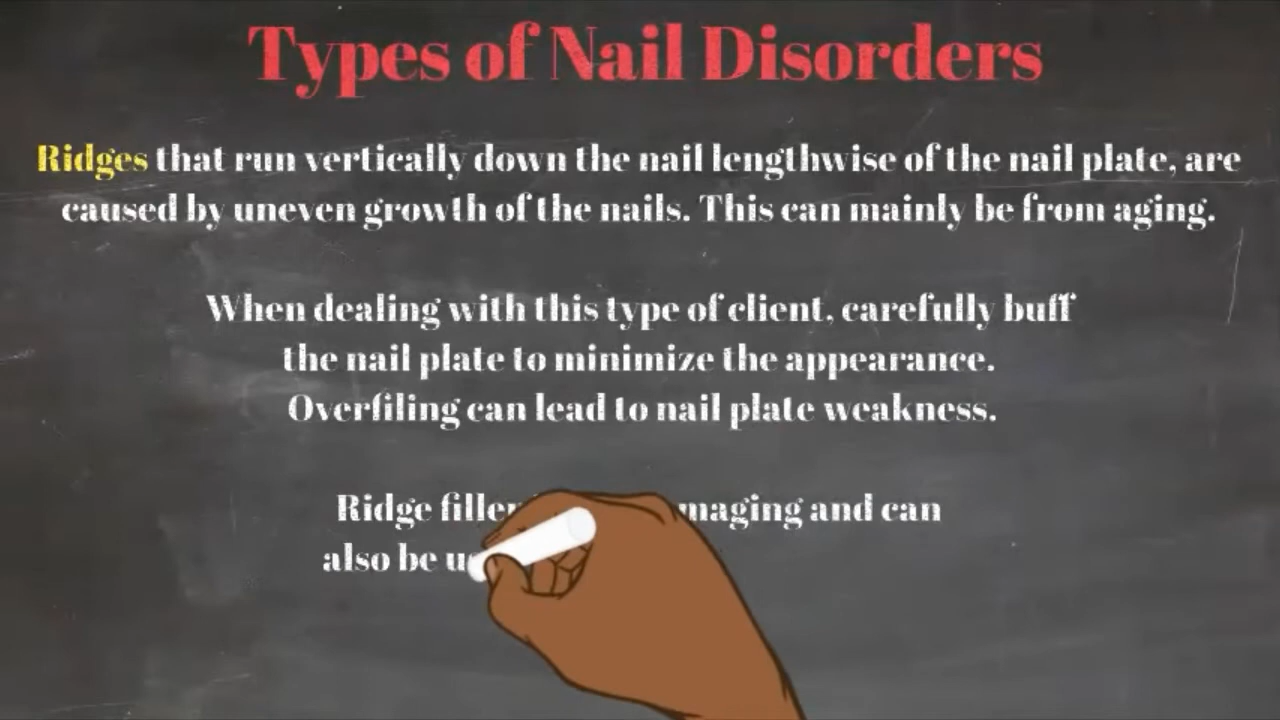 Types of Nail Disorders
Ridges that run vertically down the nail lengthwise of the nail plate, are
caused by uneven growth of the nails. This can mainly be from aging.
When dealing with this type of client, carefully buff
the nail plate to minimize the appearance.
Overfiling can lead to nail plate weakness.
Ridge and can
also be